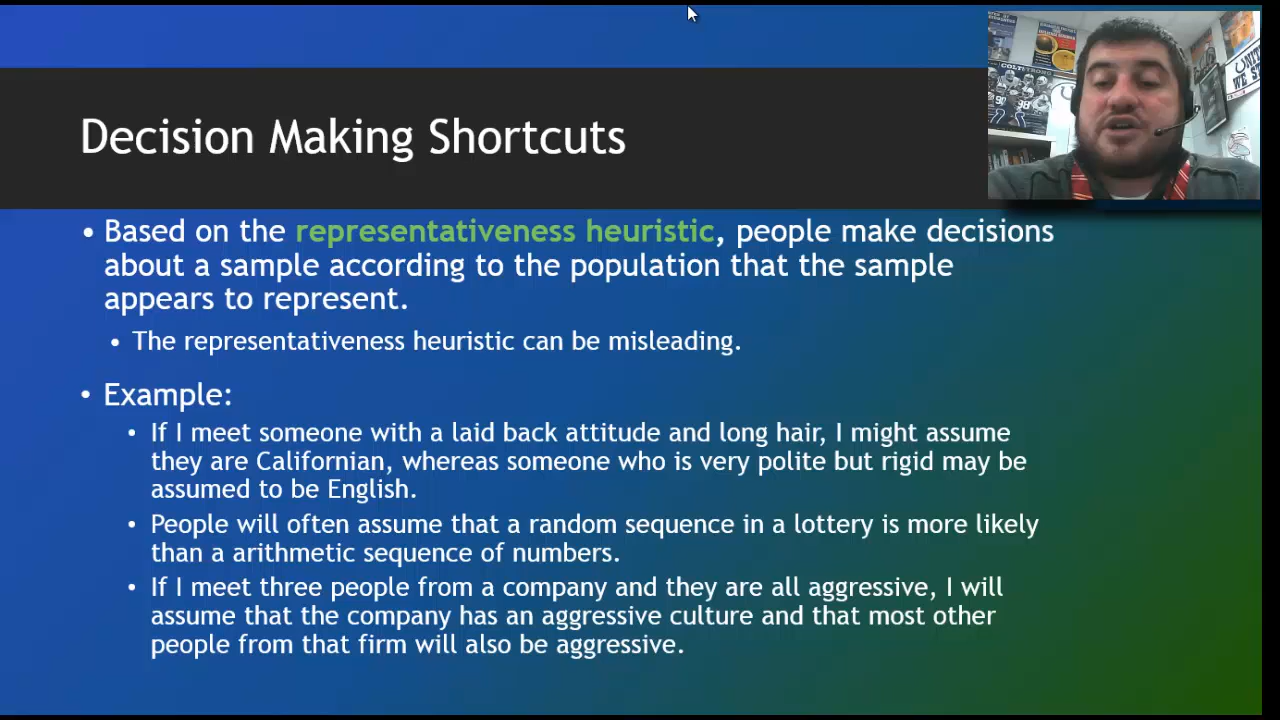 Decision Making Shortcuts
• Based on the representativeness heuristic, people make decisions
about a sample according to the population that the sample
appears to represent.
• The representativeness heuristic can be misleading.
• Example:
• If I meet someone with a laid back attitude and long hair, I might assume
they are Californian, whereas someone who is very polite but rigid may be
assumed to be English.
• People will often assume that a random sequence in a lottery is more likely
than a arithmetic sequence of numbers.
• If I meet three people from a company and they are all aggressive, I will
assume that the company has an aggressive culture and that most other
people from that firm will also be aggressive.
COLTSTRONG
WE